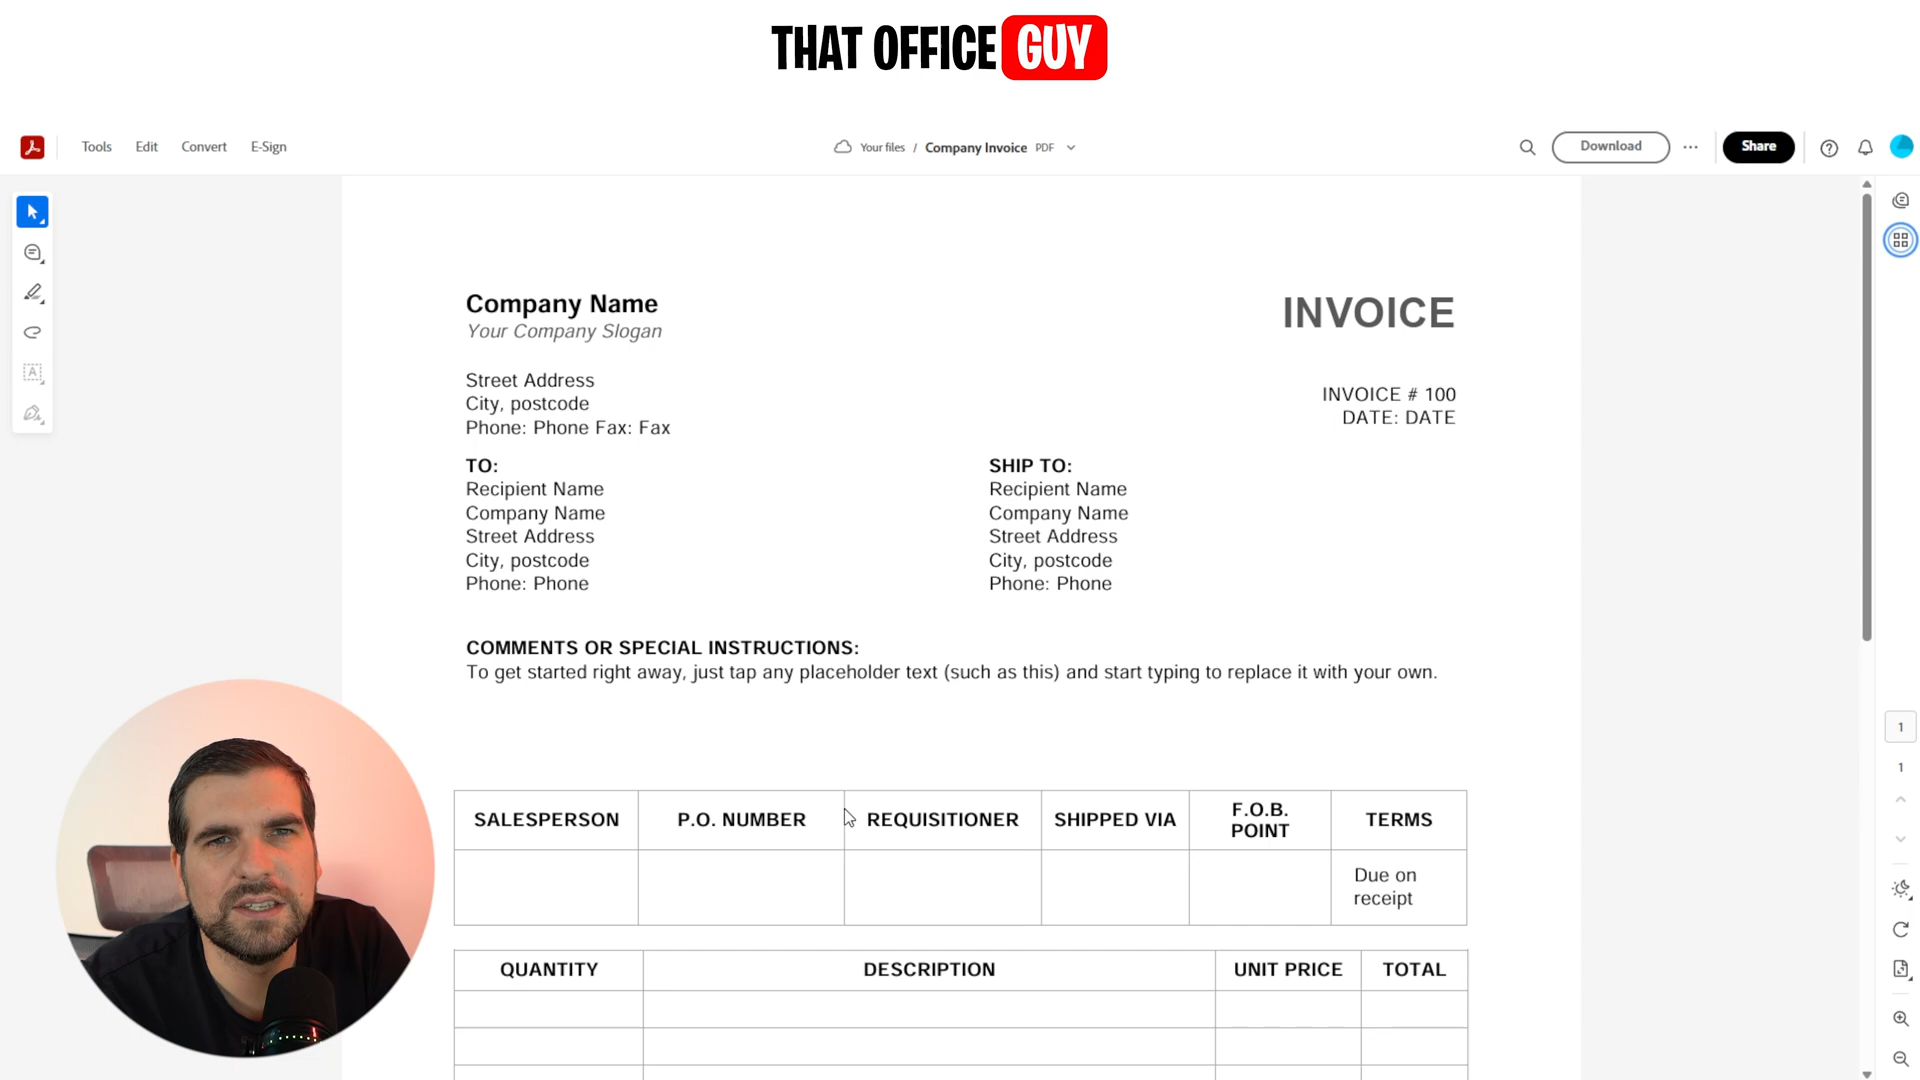 THAT OFFICE GUY
Tools Edit Convert E-Sign
Your files / Company Invoice PDF
Download
Share
Company Name
Your Company Slogan
INVOICE
Street Address
City, postcode
Phone: Phone Fax: Fax
INVOICE # 100
DATE: DATE
TO:
Recipient Name
Company Name
Street Address
City, postcode
Phone: Phone
SHIP TO:
Recipient Name
Company Name
Street Address
City, postcode
Phone: Phone
COMMENTS OR SPECIAL INSTRUCTIONS:
To get started right away, just tap any placeholder text (such as this) and start typing to replace it with your own.
1
1
SALESPERSON P.O. NUMBER REQUISITIONER SHIPPED VIA F.O.B. POINT TERMS
Due on
receipt
QUANTITY DESCRIPTION UNIT PRICE TOTAL